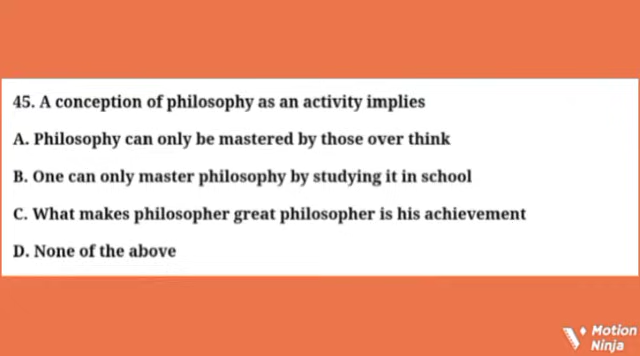 45. A conception of philosophy as an activity implies
A. Philosophy can only be mastered by those over think
B. One can only master philosophy by studying it in school
C. What makes philosopher great philosopher is his achievement
D. None of the above
Motion
Ninja